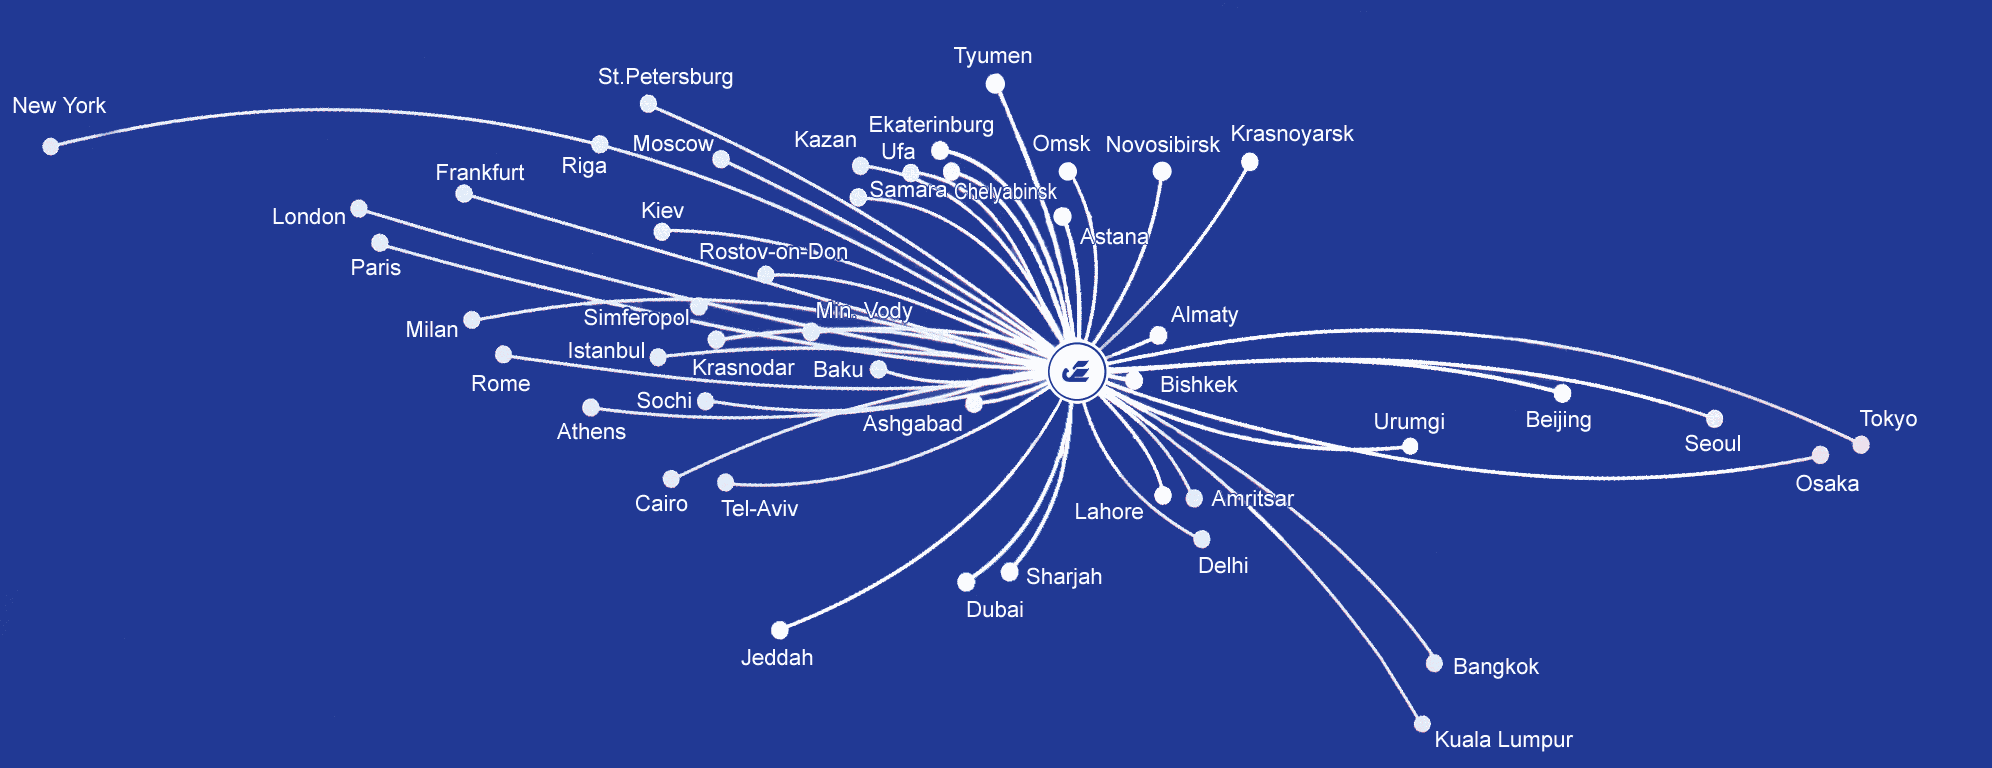 Tyumen
St.Petersburg
New York
Ekaterinburg
Krasnoyarsk
Kazan
Moscow
Omsk
Novosibirsk
Ufa
Riga
Frankfurt
Samara
Chelyabinsk
London
Kiev
Astana
Rostov-on-Don
Paris
Min. Vody
Almaty
Simferopol
Milan
Istanbul
Krasnodar
Baku
Rome
Bishkek
Sochi
Ashgabad
Urumgi
Beijing
Tokyo
Athens
Seoul
Osaka
Cairo
Tel-Aviv
Lahore
Amritsar
Delhi
Sharjah
Dubai
Jeddah
Bangkok
Kuala Lumpur